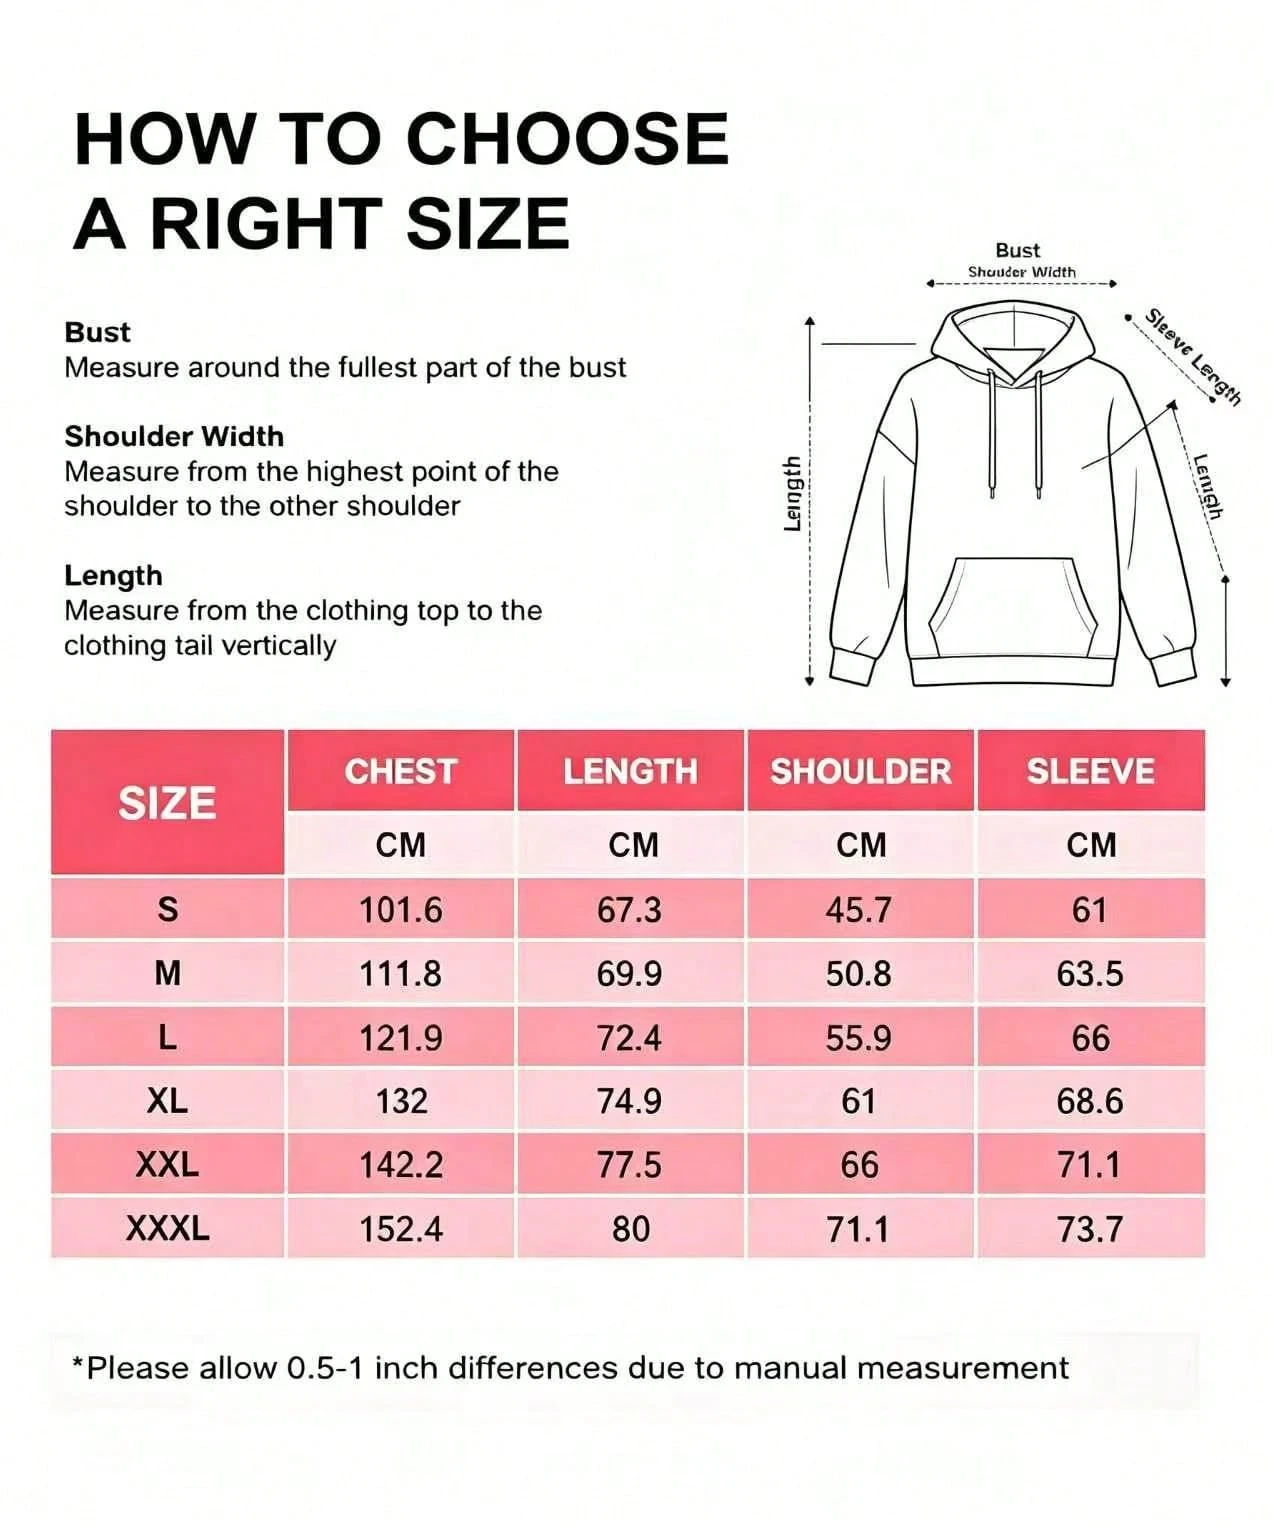 HOW TO CHOOSE
A RIGHT SIZE
Bust
Measure around the fullest part of the bust
Shoulder Width
Measure from the highest point of the
shoulder to the other shoulder
Length
Measure from the clothing top to the
clothing tail vertically
Bust
Width
Length
SIZE CHEST LENGTH SHOULDER SLEEVE
CM CM CM CM
S 101.6 67.3 45.7 61
M 111.8 69.9 50.8 63.5
L 121.9 72.4 55.9 66
XL 132 74.9 61 68.6
XXL 142.2 77.5 66 71.1
XXXL 152.4 80 71.1 73.7
*Please allow 0.5-1 inch differences due to manual measurement